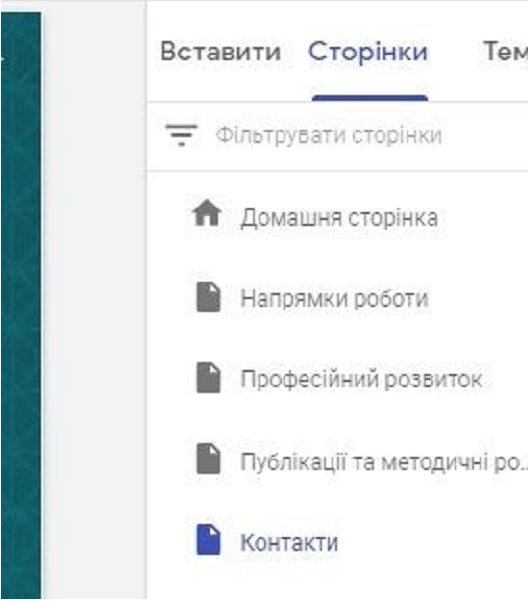 Вставити Сторінки Тем
Фільтрувати сторінки
Домашня сторінка
Напрямки роботи
Професійний розвиток
Публікації та методичні ро...
Контакти